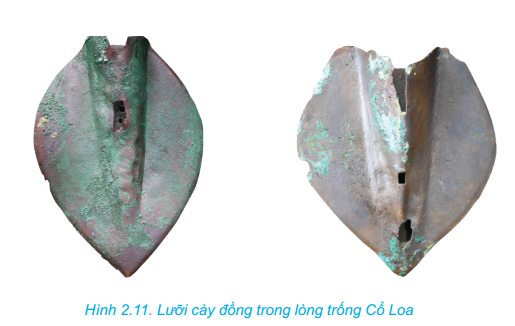 Hình 2.11. Lưỡi cày đồng trong lòng trống Cổ Loa